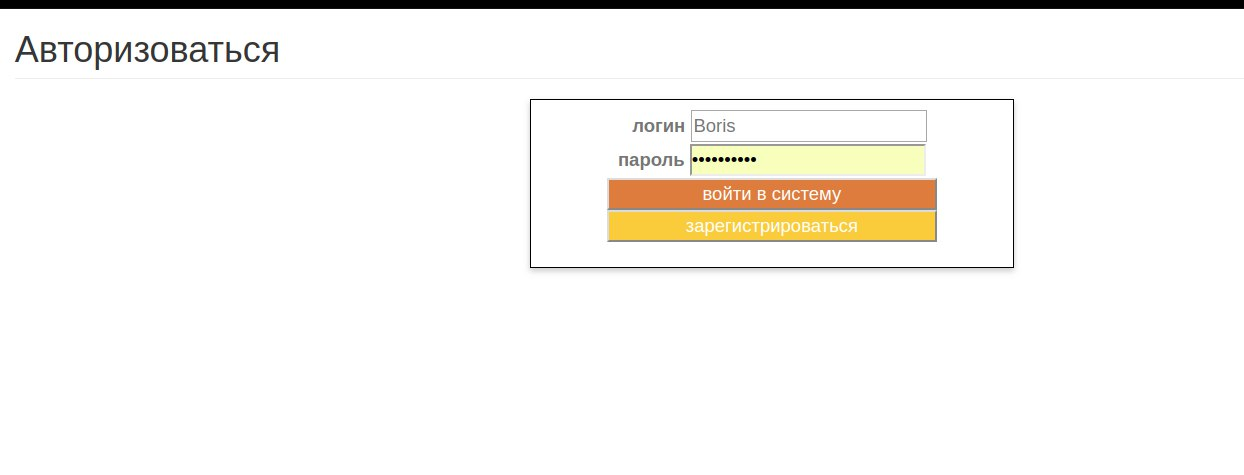 Авторизоваться
логин Boris
пароль ••••••••••
войти в систему
зарегистрироваться